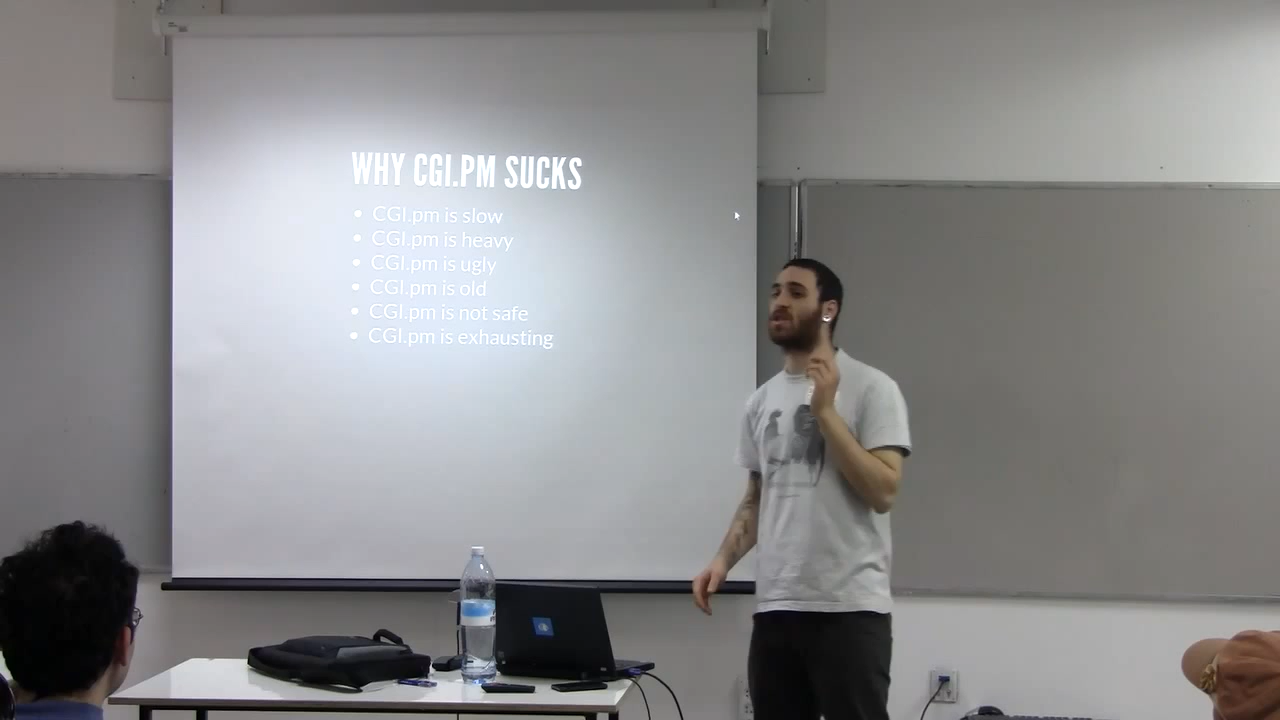 WHY CGI.PM SUCKS
• CGI.pm is slow
• CGI.pm is heavy
• CGI.pm is ugly
• CGI.pm is old
• CGI.pm is not safe
• CGI.pm is exhausting